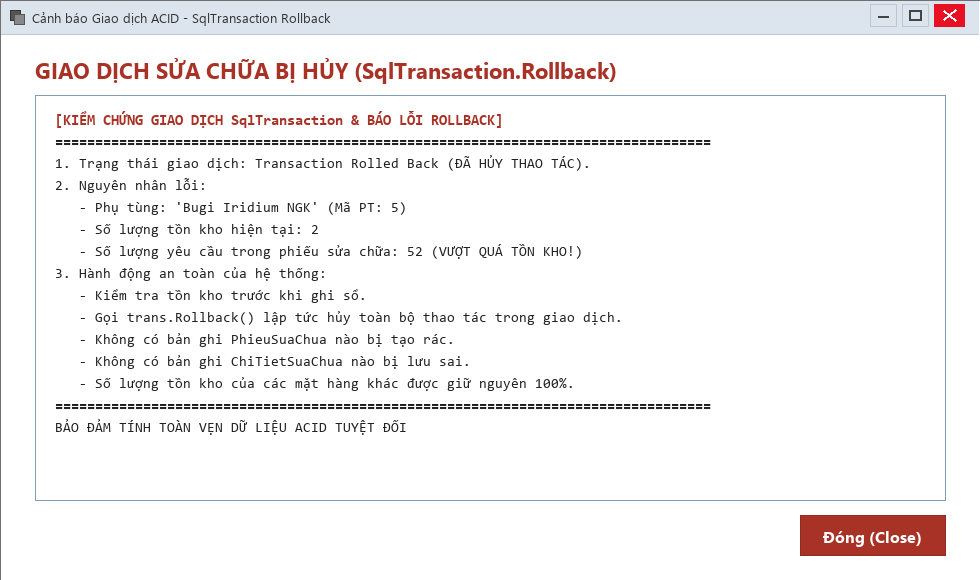 Cảnh báo Giao dịch ACID - SqlTransaction Rollback
GIAO DỊCH SỬA CHỮA BỊ HỦY (SqlTransaction.Rollback)
[KIỂM CHỨNG GIAO DỊCH SqlTransaction & BÁO LỖI ROLLBACK]
==================================================================================
1. Trạng thái giao dịch: Transaction Rolled Back (ĐÃ HỦY THAO TÁC).
2. Nguyên nhân lỗi:
- Phụ tùng: 'Bugi Iridium NGK' (Mã PT: 5)
- Số lượng tồn kho hiện tại: 2
- Số lượng yêu cầu trong phiếu sửa chữa: 52 (VƯỢT QUÁ TỒN KHO!)
3. Hành động an toàn của hệ thống:
- Kiểm tra tồn kho trước khi ghi sổ.
- Gọi trans.Rollback() lập tức hủy toàn bộ thao tác trong giao dịch.
- Không có bản ghi PhieuSuaChua nào bị tạo rác.
- Không có bản ghi ChiTietSuaChua nào bị lưu sai.
- Số lượng tồn kho của các mặt hàng khác được giữ nguyên 100%.
==================================================================================
BẢO ĐẢM TÍNH TOÀN VẸN DỮ LIỆU ACID TUYỆT ĐỐI
Đóng (Close)